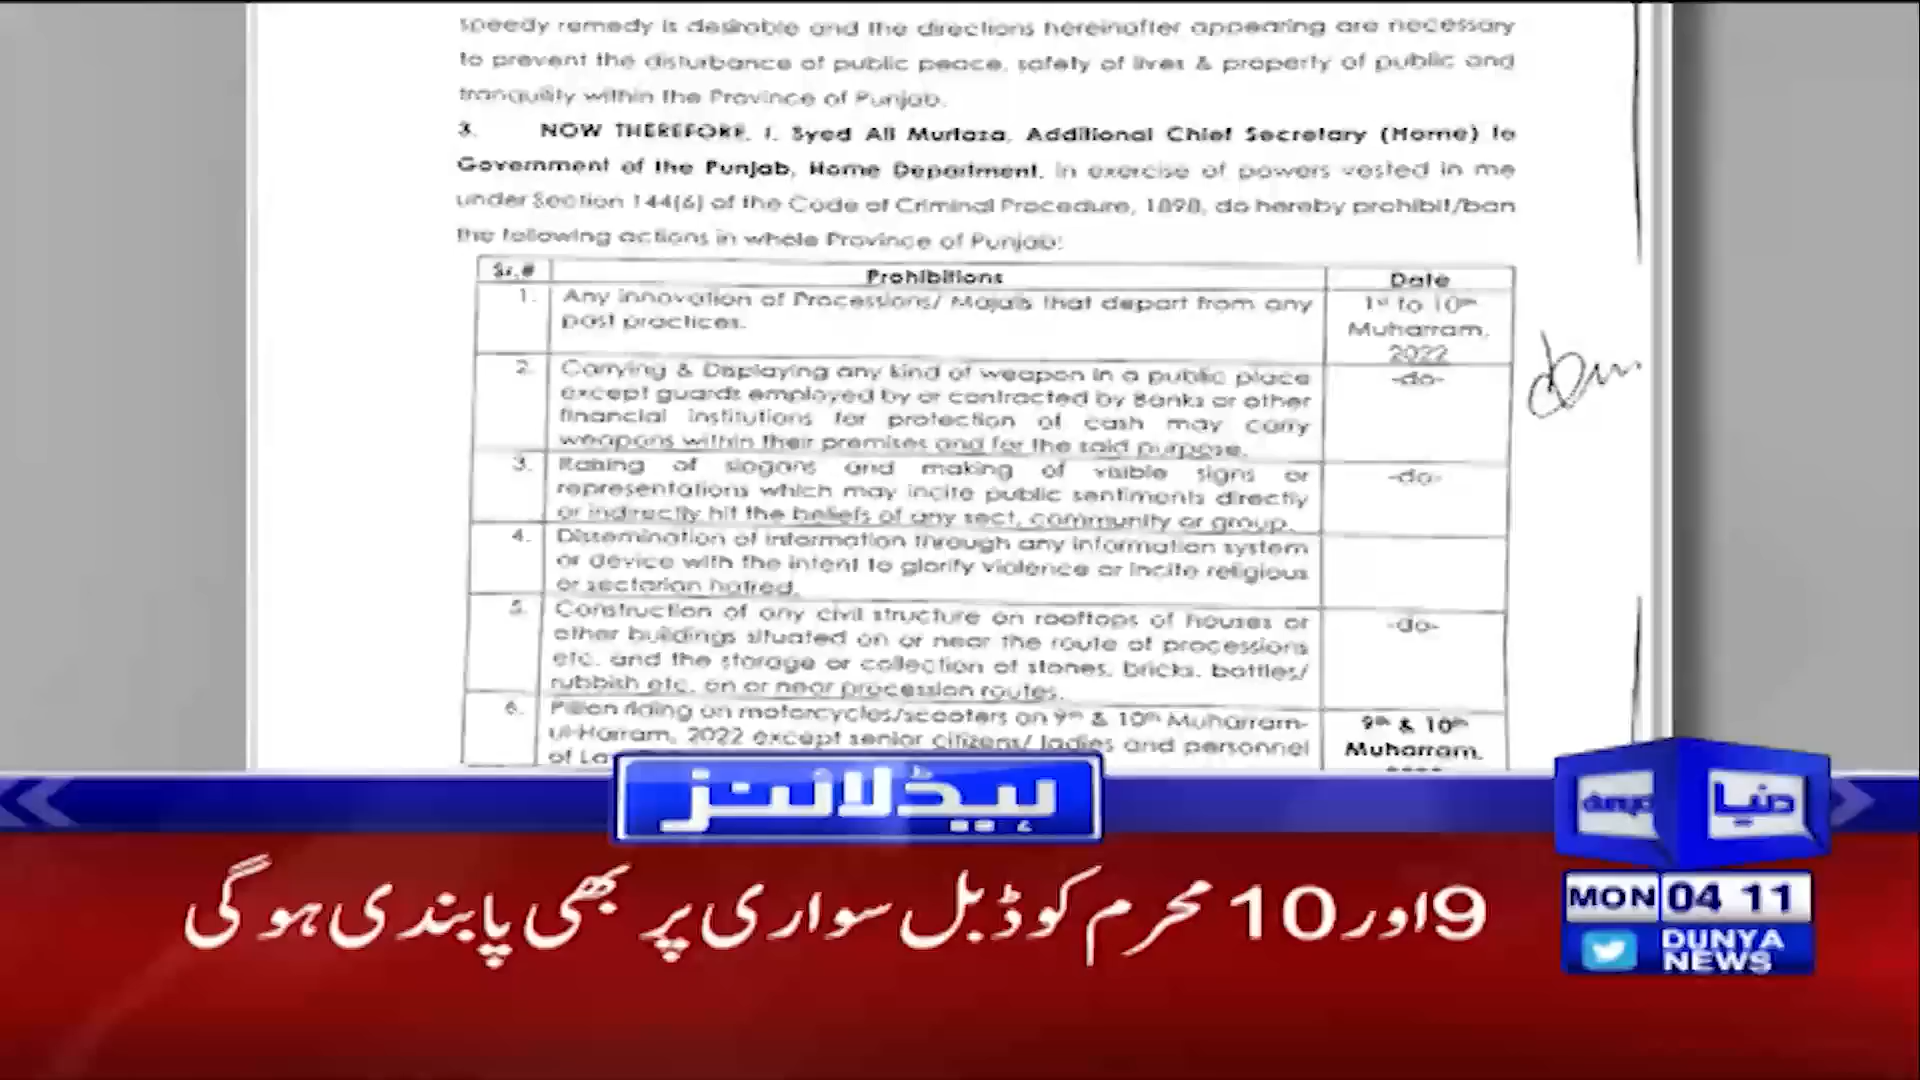 speedy remedy is desirable and the directions hereinafter appearing are necessary
to prevent the disturbance of public peace, safety of lives & property of public and
tranquility within the Province of Punjab.
3. NOW THEREFORE, I, Syed Ali Murtaza, Additional Chief Secretary (Home) to
Government of the Punjab, Home Department, in exercise of powers vested in me
under Section 144(6) of the Code of Criminal Procedure, 1898, do hereby prohibit/ban
the following actions in whole Province of Punjab:
Sr.# Prohibitions Date
1. Any innovation of Processions/ Majalis that depart from any 1st to 10th
past practices. Muharram,
2022
2. Carrying & Displaying any kind of weapon in a public place -do-
except guards employed by or contracted by Banks or other
financial institutions for protection of cash may carry
weapons within their premises and for the said purpose.
3. Raising of slogans and making of visible signs or -do-
representations which may incite public sentiments directly
or indirectly hit the beliefs of any sect, community or group.
4. Dissemination of information through any information system
or device with the intent to glorify violence or incite religious
or sectarian hatred.
5. Construction of any civil structure on rooftops of houses or -do-
other buildings situated on or near the route of processions
etc. and the storage or collection of stones, bricks, bottles/
rubbish etc. on or near procession routes.
6. Pillion riding on motorcycles/scooters on 9th & 10th Muharram- 9th & 10th
ul-Harram, 2022 except senior citizens/ ladies and personnel Muharram,
of La
ہیڈلائنز
dunya دنیا
9 اور 10 محرم کو ڈبل سواری پر بھی پابندی ہو گی
MON 04 11
DUNYA
NEWS